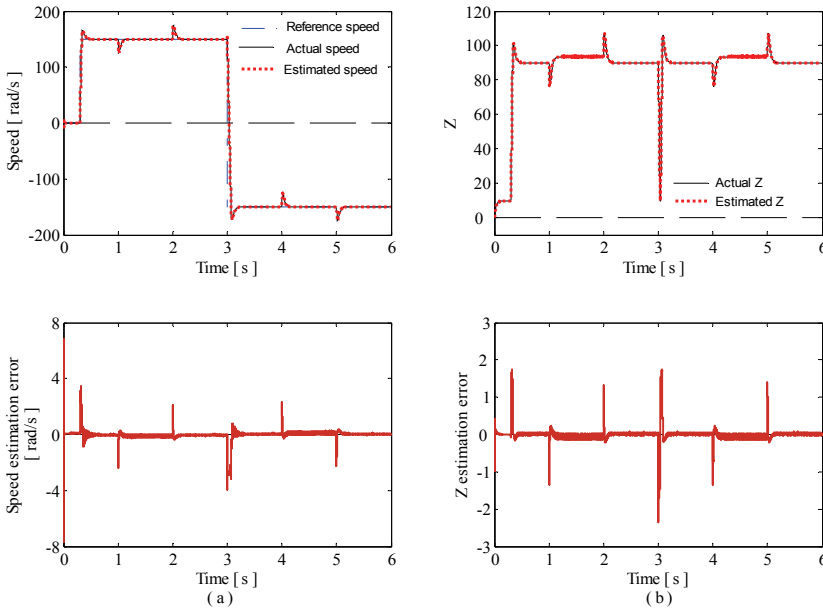 Speed [ rad/s ]
200
100
0
-100
-200
Reference speed
Actual speed
Estimated speed
0 1 2 3 4 5 6
Time [ s ]
Z
120
100
80
60
40
20
0
Actual Z
Estimated Z
0 1 2 3 4 5 6
Time [ s ]
Speed estimation error
[ rad/s ]
8
4
0
-4
-8
0 1 2 3 4 5 6
Time [ s ]
( a )
Z estimation error
3
2
1
0
-1
-2
-3
0 1 2 3 4 5 6
Time [ s ]
( b )